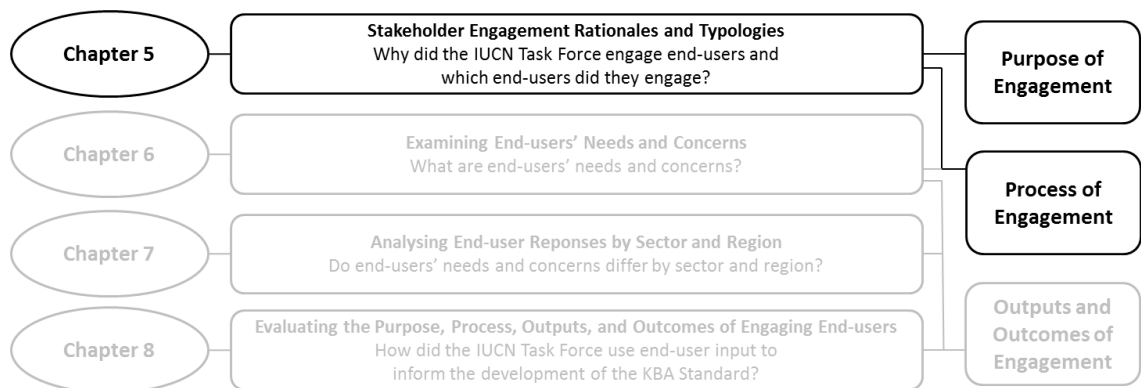 Chapter 5
Stakeholder Engagement Rationales and Typologies
Why did the IUCN Task Force engage end-users and
which end-users did they engage?
Purpose of
Engagement
Chapter 6
Examining End-users' Needs and Concerns
What are end-users' needs and concerns?
Process of
Engagement
Chapter 7
Analysing End-user Reponses by Sector and Region
Do end-users' needs and concerns differ by sector and region?
Chapter 8
Evaluating the Purpose, Process, Outputs, and Outcomes of Engaging End-users
How did the IUCN Task Force use end-user input to
inform the development of the KBA Standard?
Outputs and
Outcomes of
Engagement